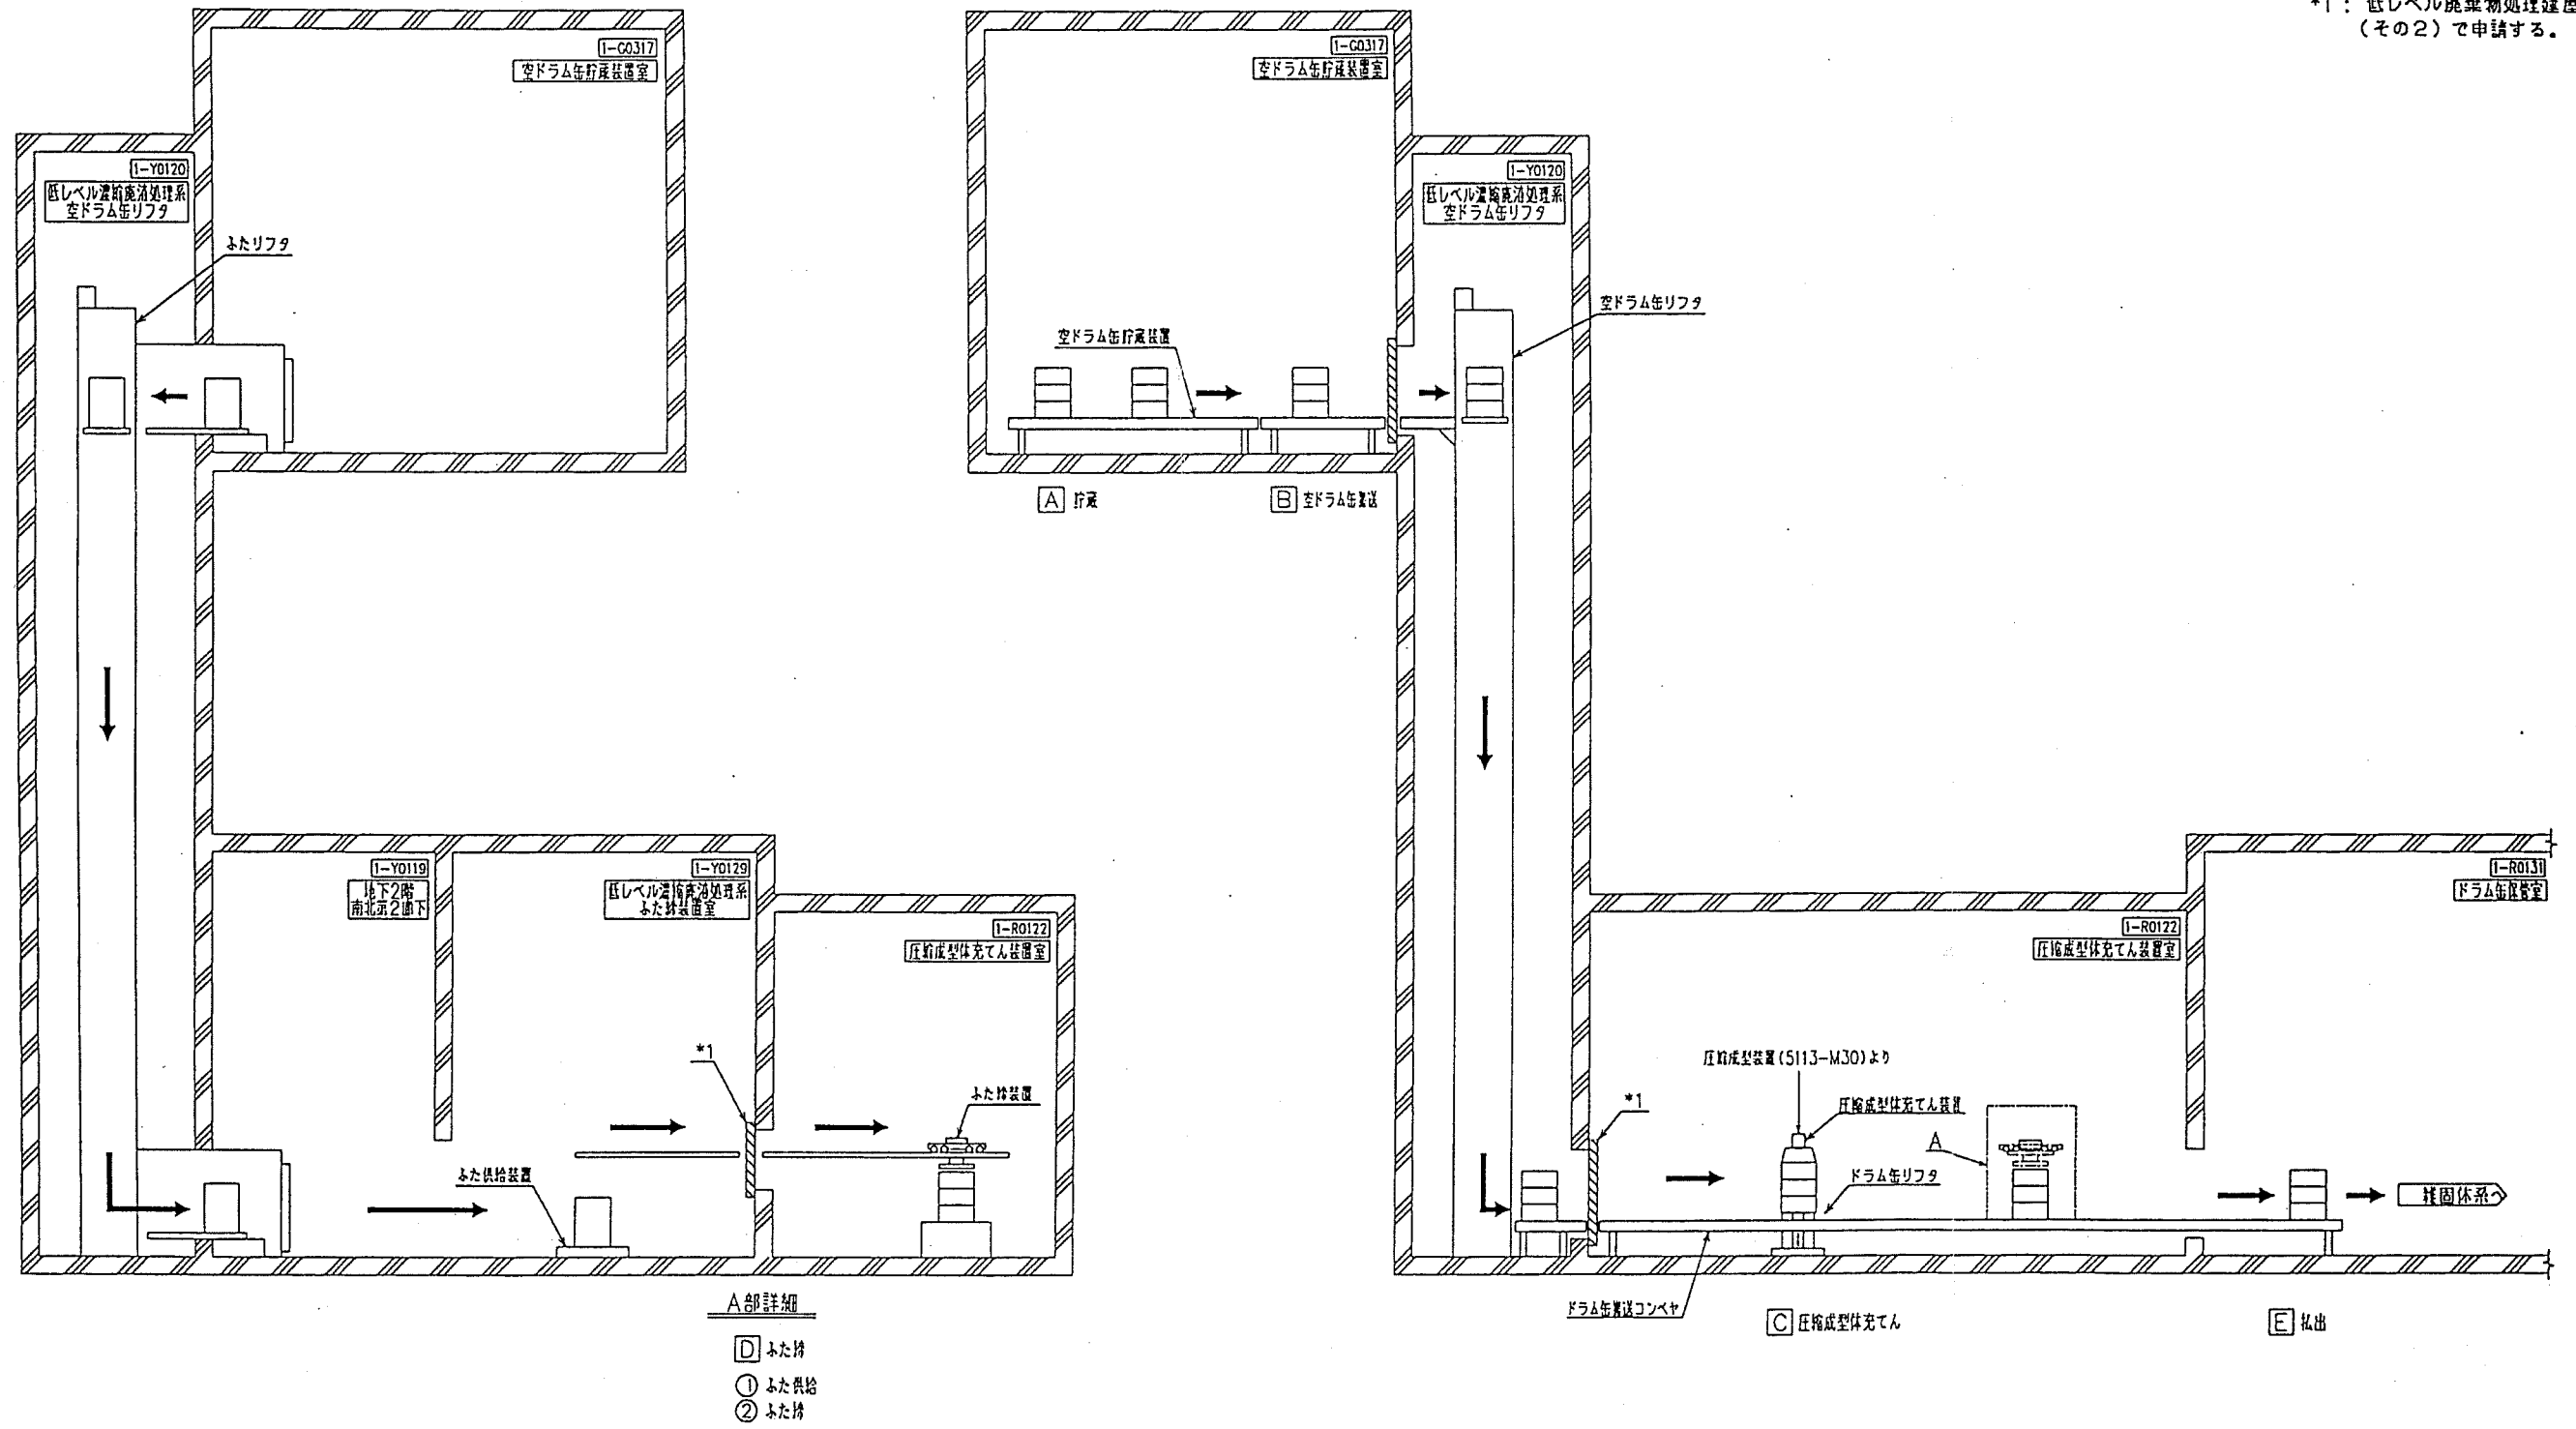 *1: 低レベル廃棄物処理建屋
(その2)で申請する。
1-G0317
空ドラム缶貯蔵装置室
1-Y0120
低レベル濃縮廃液処理系
空ドラム缶リフタ
ふたリフタ
1-Y0119
地下2階
南北第2廊下
1-Y0129
低レベル濃縮廃液処理系
ふた締装置室
1-R0122
圧縮成型体充てん装置室
*1
ふた締装置
ふた供給装置
A部詳細
D ふた締
① ふた供給
② ふた締
1-G0317
空ドラム缶貯蔵装置室
1-Y0120
低レベル濃縮廃液処理系
空ドラム缶リフタ
空ドラム缶貯蔵装置
空ドラム缶リフタ
A 貯蔵
B 空ドラム缶搬送
1-R0131
ドラム缶保管室
1-R0122
圧縮成型体充てん装置室
圧縮成型装置(5113-M30)より
*1
圧縮成型体充てん装置
A
ドラム缶リフタ
雑固体系へ
ドラム缶搬送コンベヤ
C 圧縮成型体充てん
E 払出